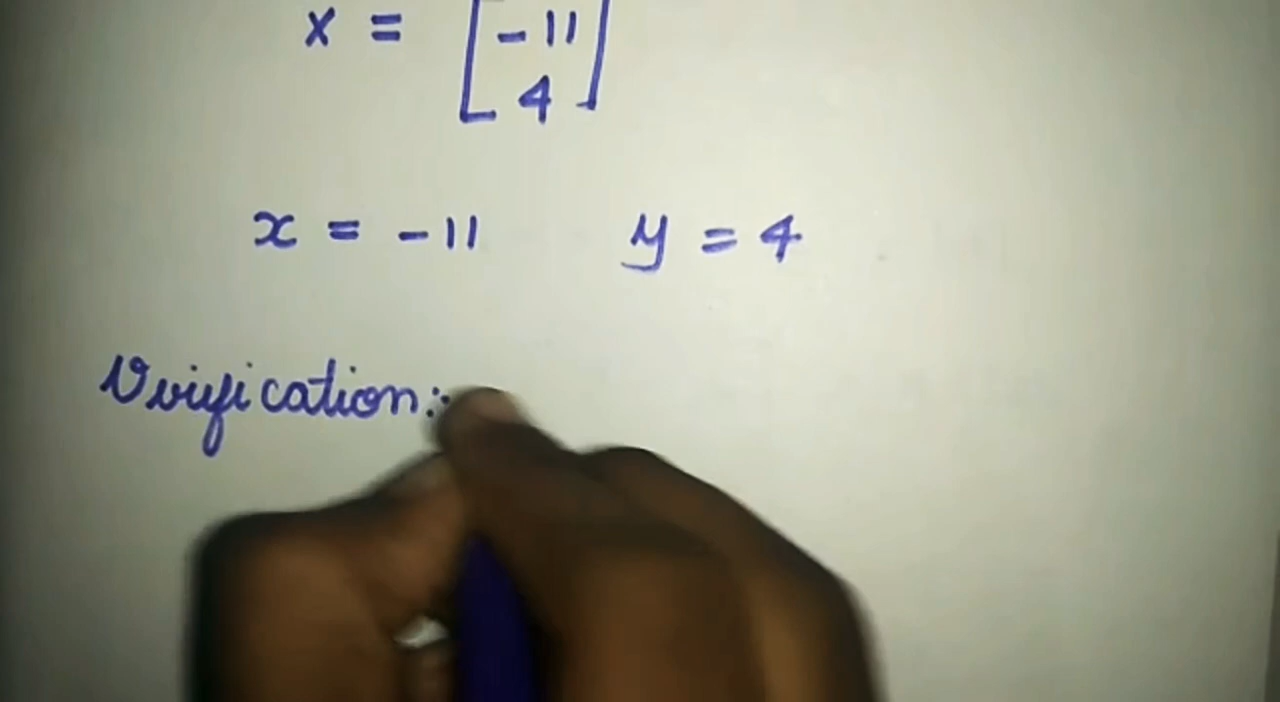 X = [-11
4]
x = -11 y = 4
Verification:-